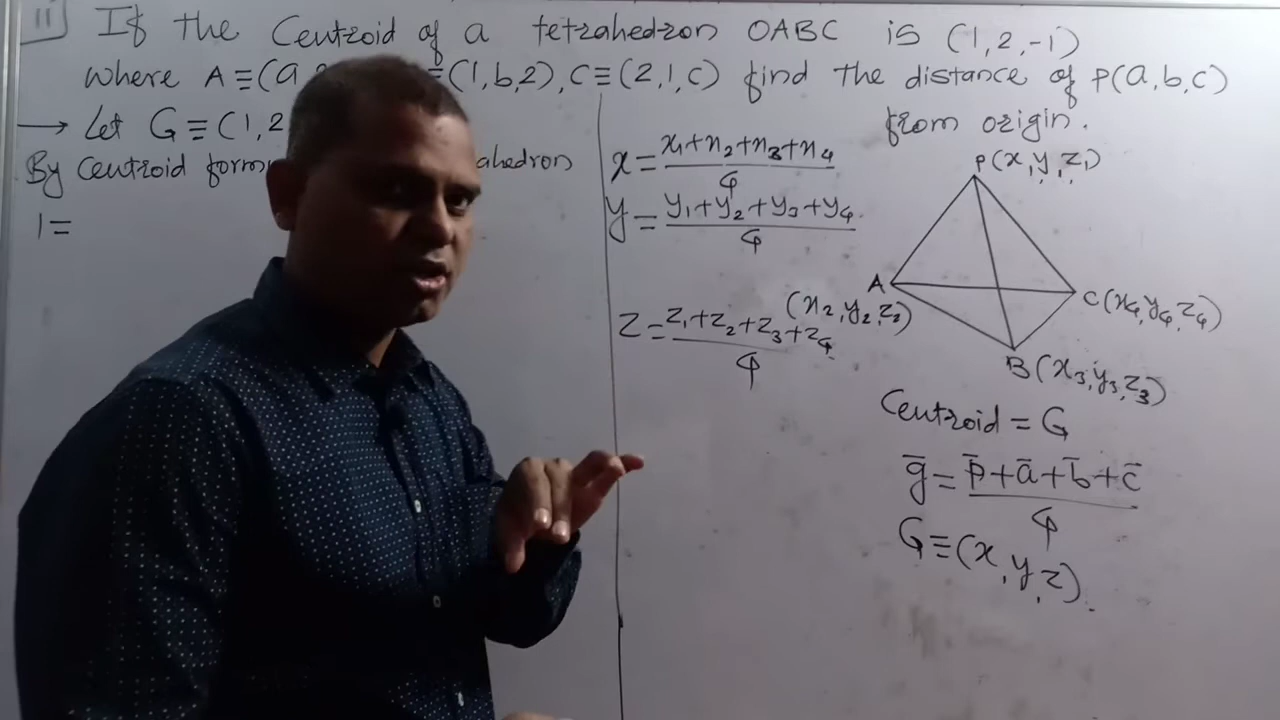 11 If the Centroid of a tetrahedron OABC is (1,2,-1)
where A≡(a ≡(1,b,2),C≡(2,1,c) find the distance of P(a,b,c)
from origin.
→ Let G≡(1,2
By Centroid ahedron
1=
x=x₁+x₂+x₃+x₄/4
y=y₁+y₂+y₃+y₄/4
z=z₁+z₂+z₃+z₄/4
P(x,y,z₁)
A
(x₂,y₂,z₂)
C(x₄,y₄,z₄)
B(x₃,y₃,z₃)
Centroid = G
g̅=p̅+a̅+b̅+c̅/4
G≡(x,y,z).